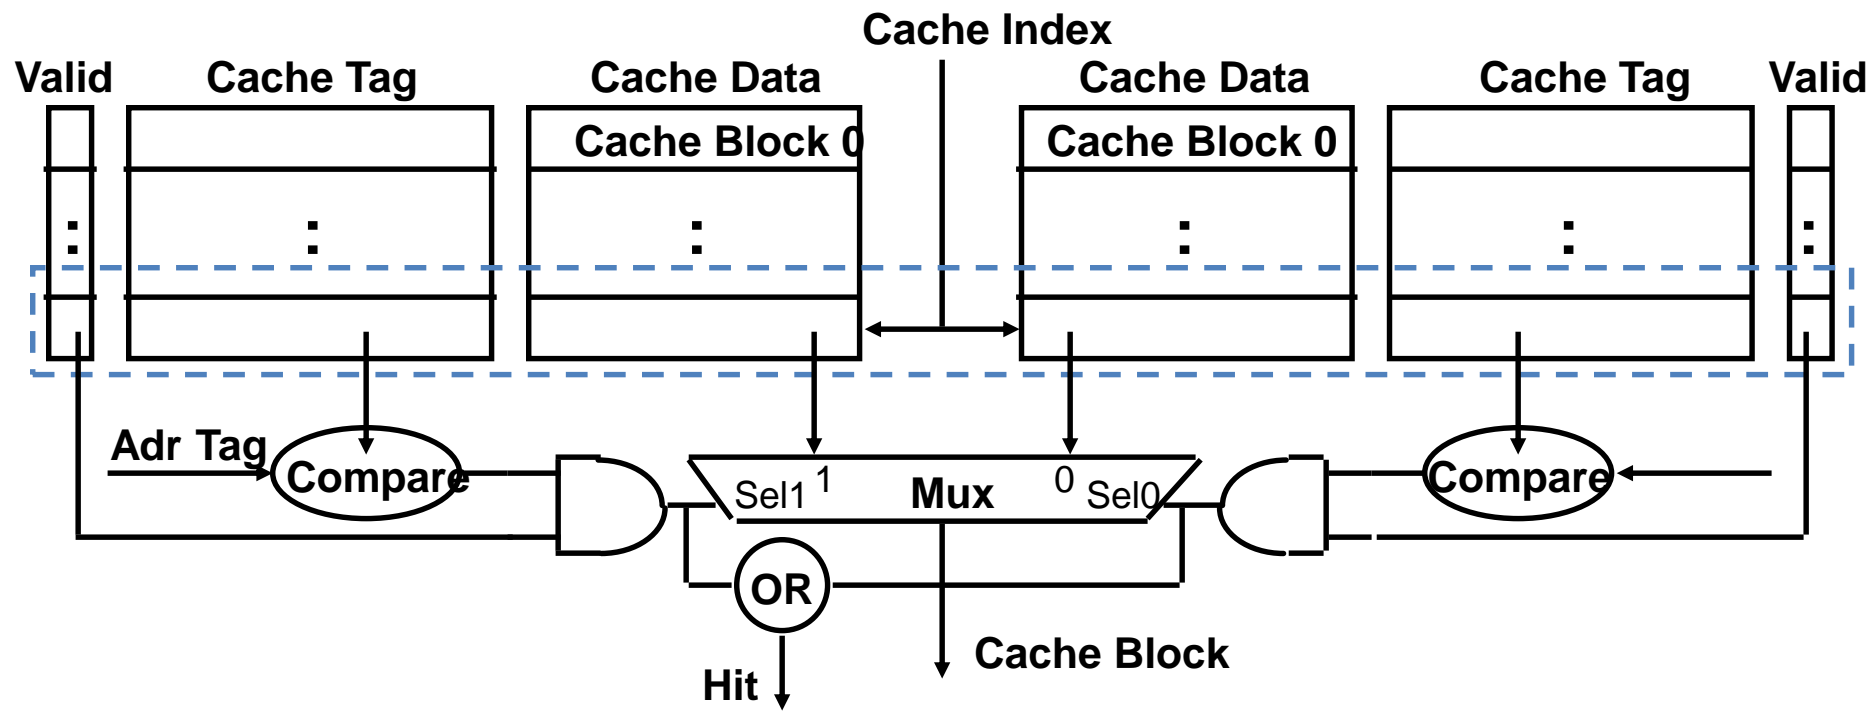 Cache Index
Valid Cache Tag Cache Data Cache Data Cache Tag Valid
Cache Block 0 Cache Block 0
: : : : : :
Adr Tag
Compare Sel1 1 Mux 0 Sel0 Compare
OR
Cache Block
Hit